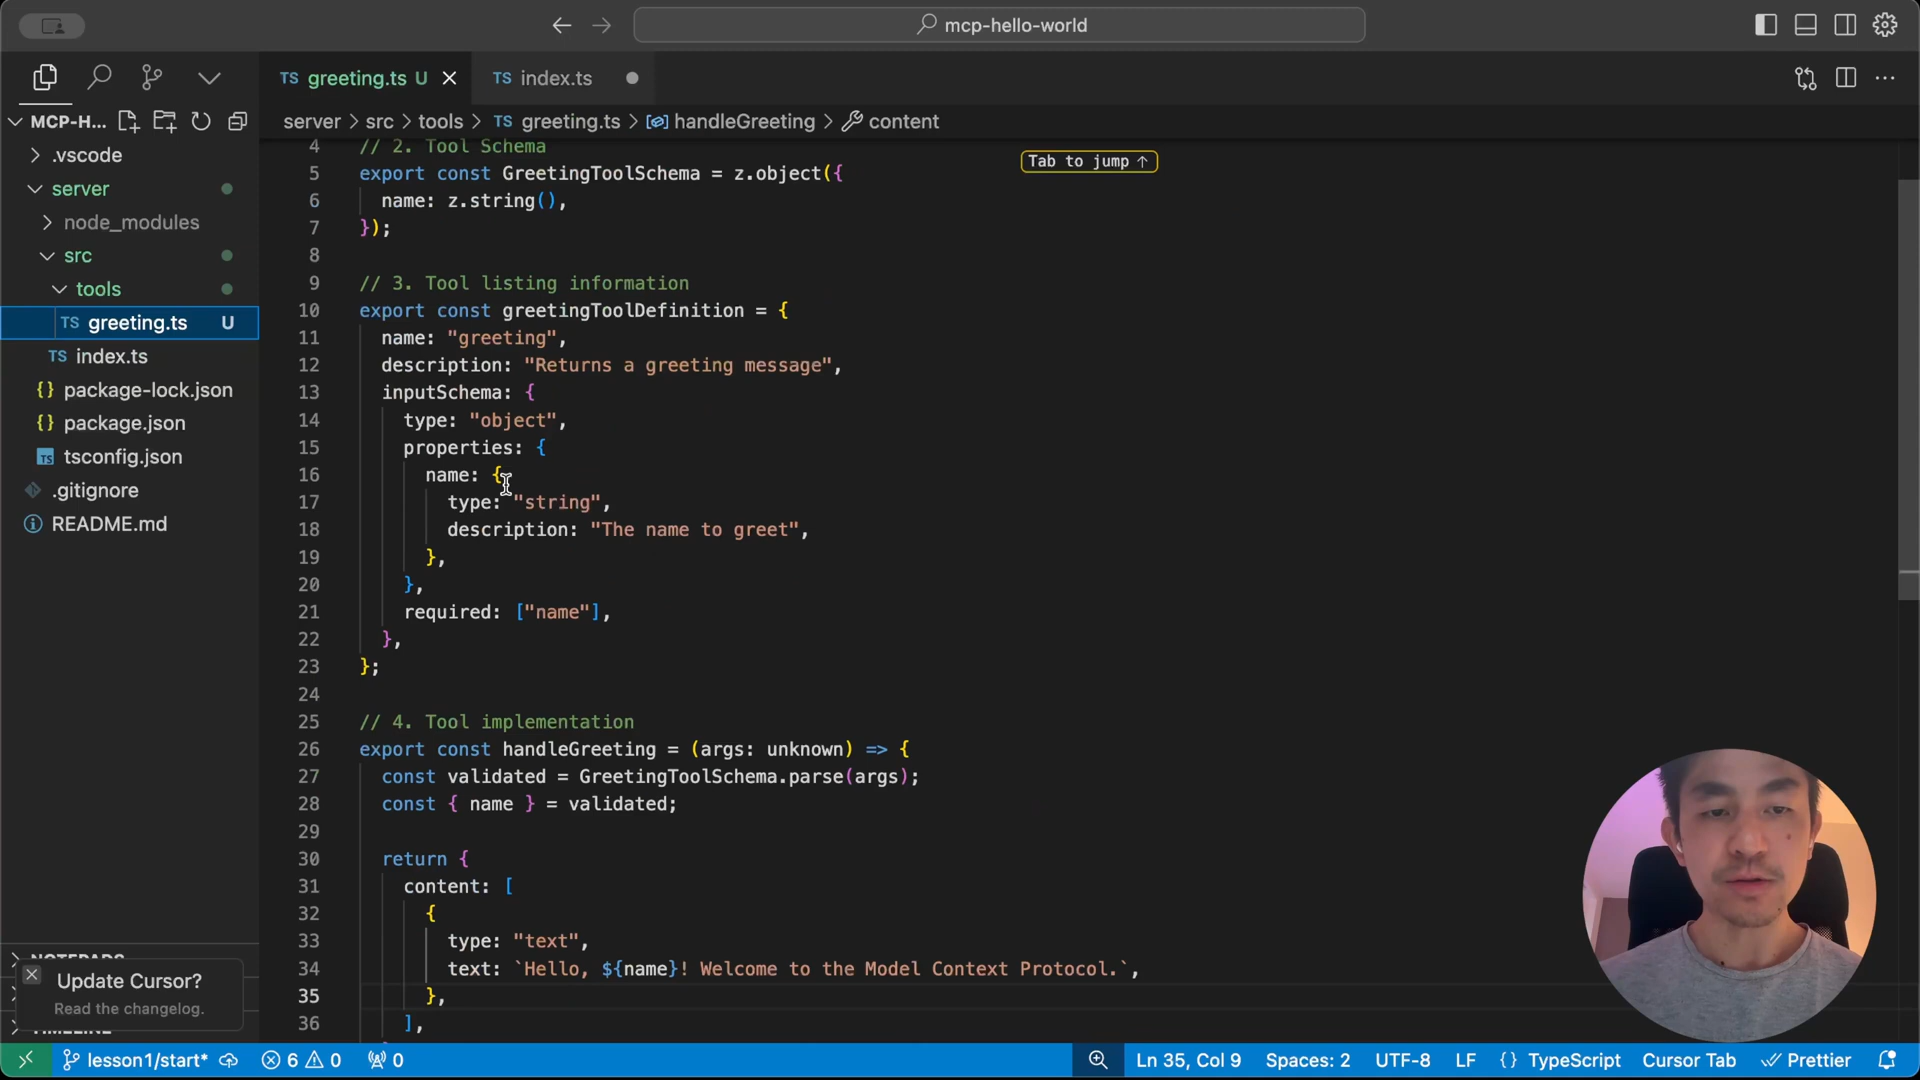 mcp-hello-world
TS greeting.ts U
TS index.ts
MCP-H...
server > src > tools > TS greeting.ts > handleGreeting > content
.vscode
server
node_modules
src
tools
TS greeting.ts U
TS index.ts
{} package-lock.json
{} package.json
TS tsconfig.json
.gitignore
README.md
Tab to jump ↑
4 // 2. Tool Schema
5 export const GreetingToolSchema = z.object({
6 name: z.string(),
7 });
8
9 // 3. Tool listing information
10 export const greetingToolDefinition = {
11 name: "greeting",
12 description: "Returns a greeting message",
13 inputSchema: {
14 type: "object",
15 properties: {
16 name: {
17 type: "string",
18 description: "The name to greet",
19 },
20 },
21 required: ["name"],
22 },
23 };
24
25 // 4. Tool implementation
26 export const handleGreeting = (args: unknown) => {
27 const validated = GreetingToolSchema.parse(args);
28 const { name } = validated;
29
30 return {
31 content: [
32 {
33 type: "text",
34 text: `Hello, ${name}! Welcome to the Model Context Protocol.`,
35 },
36 ],
Update Cursor?
Read the changelog.
lesson1/start* 6 0 0
Ln 35, Col 9 Spaces: 2 UTF-8 LF {} TypeScript Cursor Tab Prettier